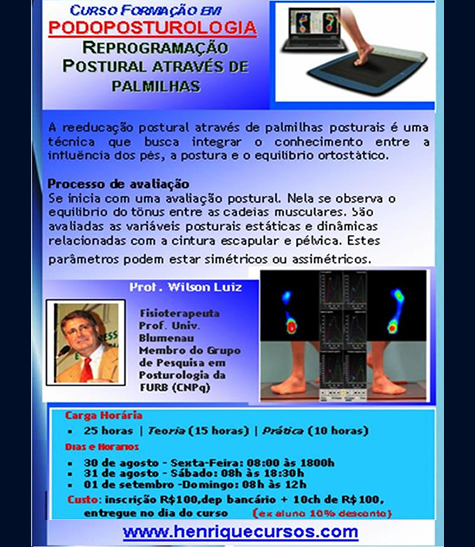 CURSO FORMAÇÃO EM
PODOPOSTUROLOGIA
REPROGRAMAÇÃO
POSTURAL ATRAVÉS DE
PALMILHAS
A reeducação postural através de palmilhas posturais é uma
técnica que busca integrar o conhecimento entre a
influência dos pés, a postura e o equilíbrio ortostático.
Processo de avaliação
Se inicia com uma avaliação postural. Nela se observa o
equilíbrio do tônus entre as cadeias musculares. São
avaliadas as variáveis posturais estáticas e dinâmicas
relacionadas com a cintura escapular e pélvica. Estes
parâmetros podem estar simétricos ou assimétricos.
Prof. Wilson Luiz
Fisioterapeuta
Prof. Univ.
Blumenau
Membro do Grupo
de Pesquisa em
Posturologia da
FURB (CNPq)
Carga Horária
• 25 horas | Teoria (15 horas) | Prática (10 horas)
Dias e Horarios
• 30 de agosto - Sexta-Feira: 08:00 às 1800h
• 31 de agosto - Sábado: 08h às 18:30h
• 01 de setembro -Domingo: 08h às 12h
Custo: inscrição R$100,dep bancário + 10ch de R$100,
entregue no dia do curso (ex aluno 10% desconto)
www.henriquecursos.com